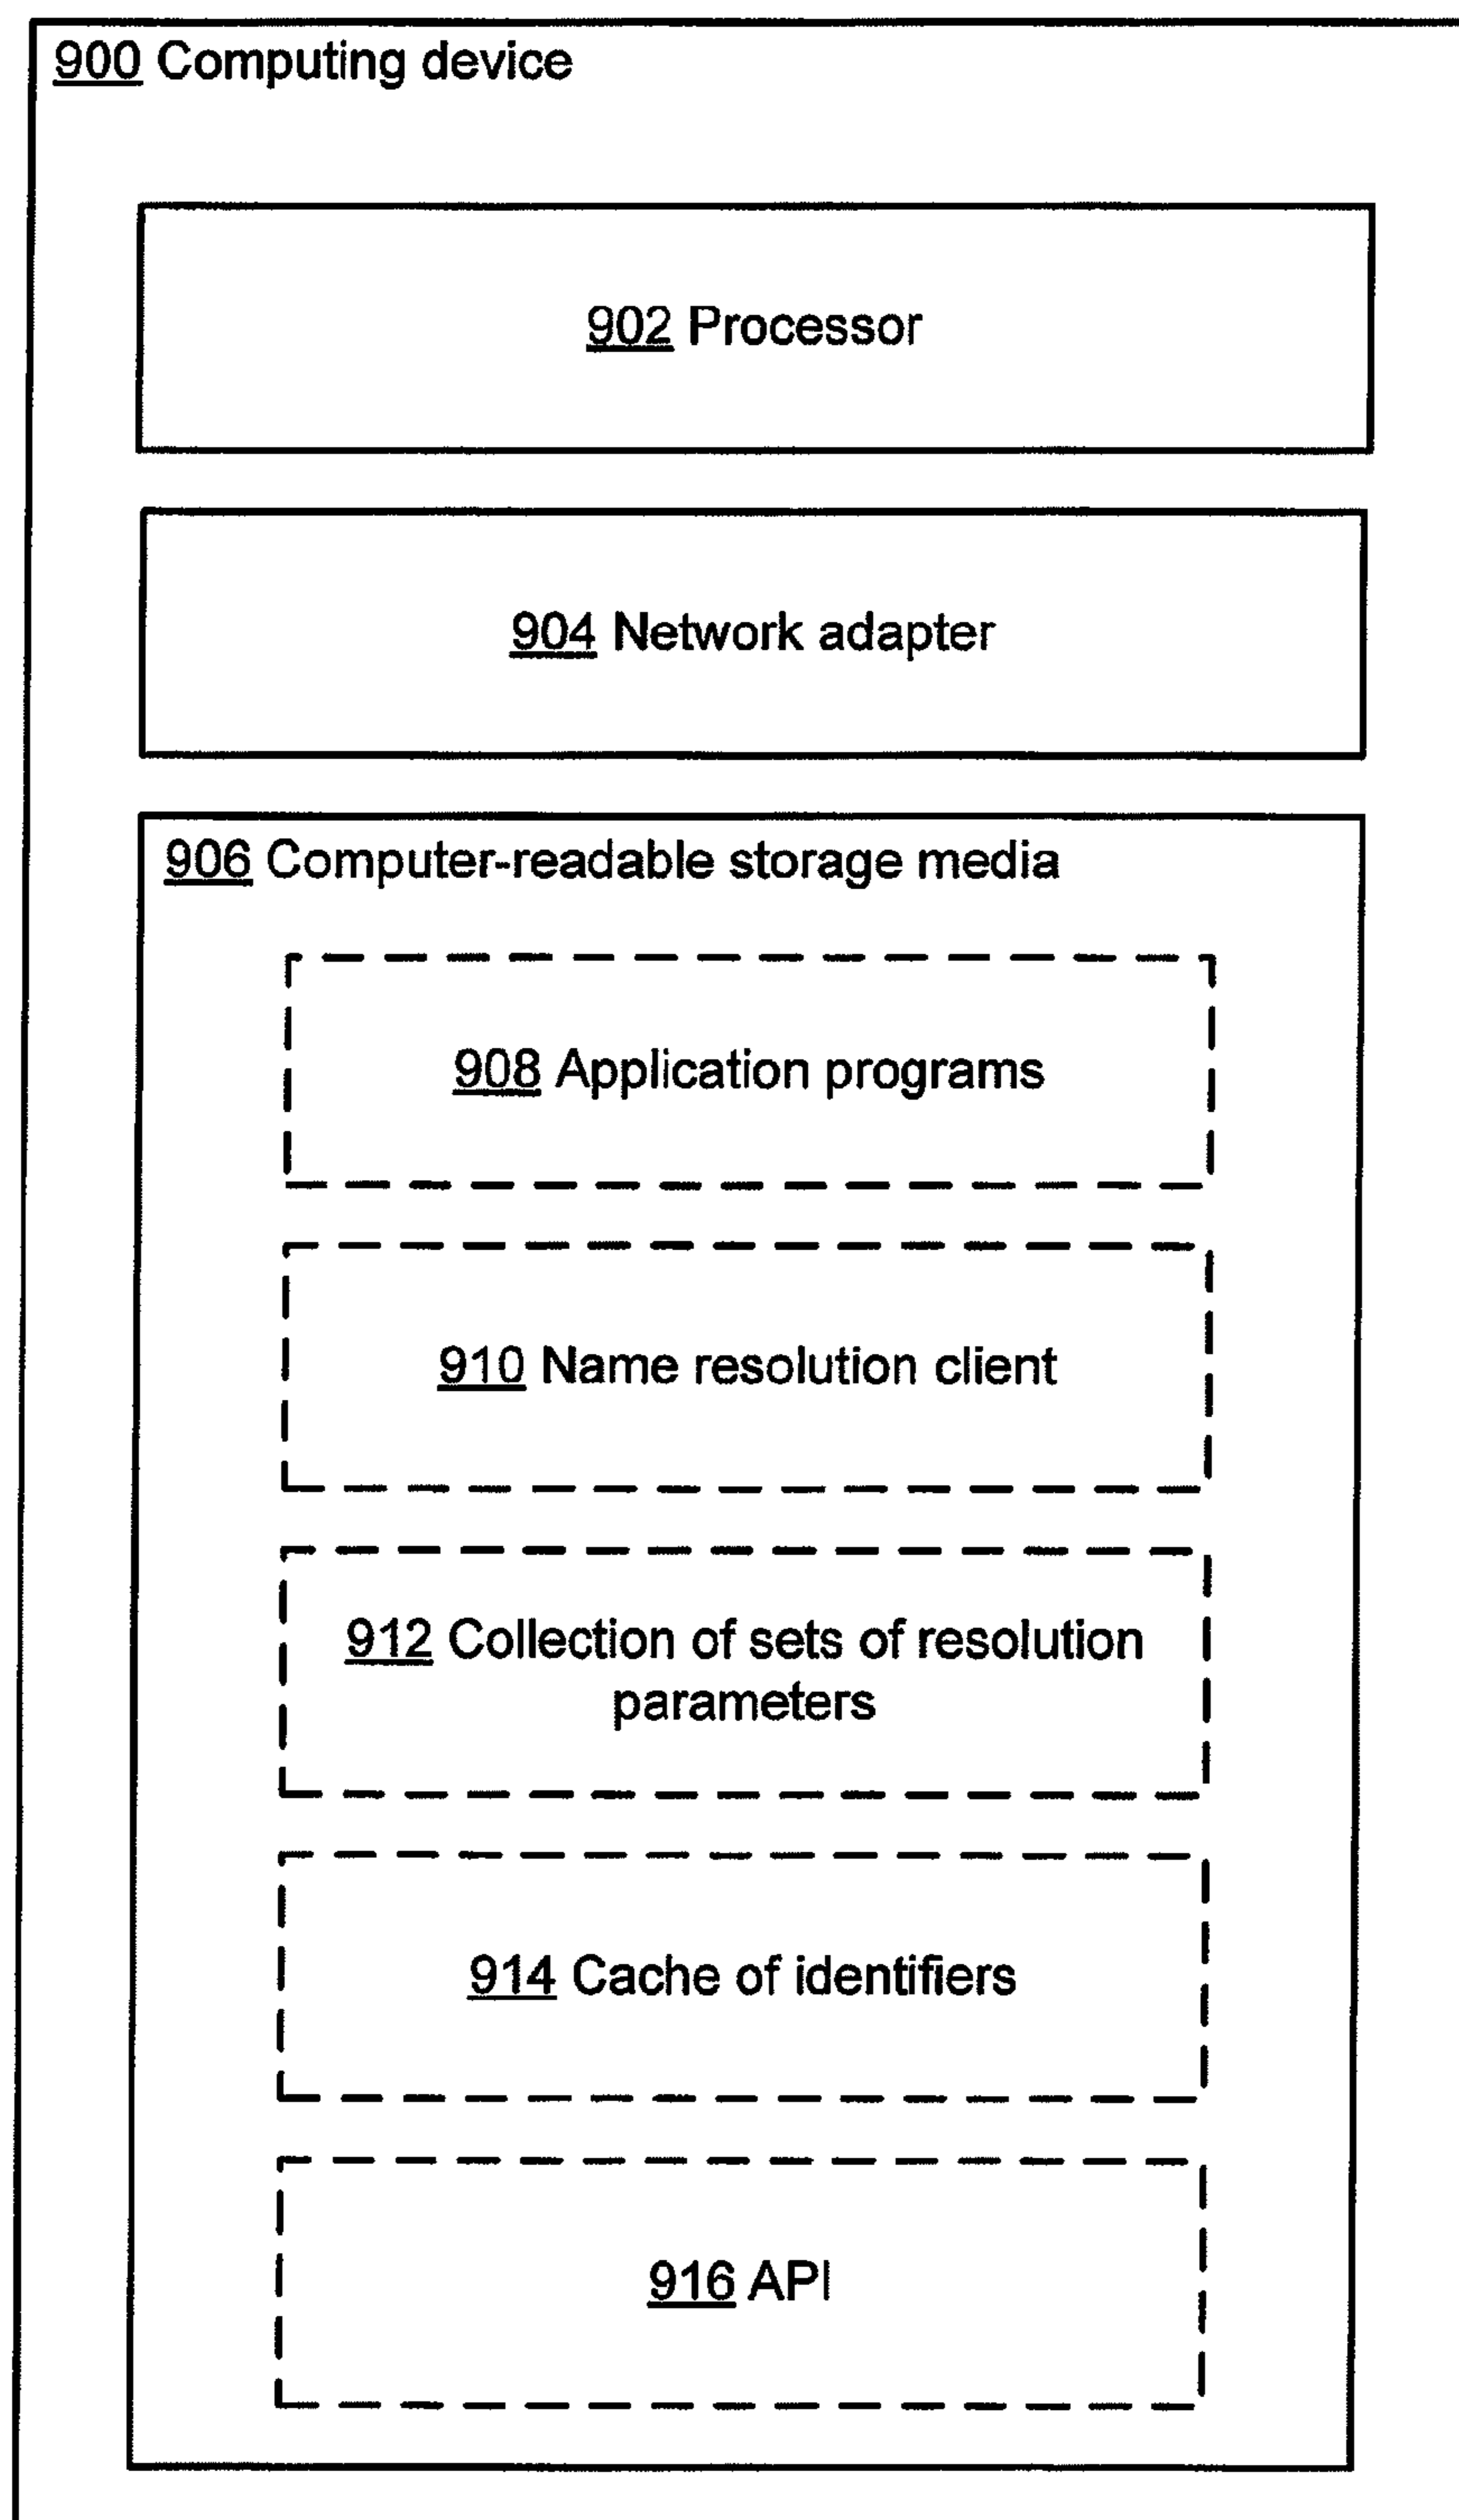 900 Computing device
902 Processor
904 Network adapter
906 Computer-readable storage media
908 Application programs
910 Name resolution client
912 Collection of sets of resolution
parameters
914 Cache of identifiers
916 API